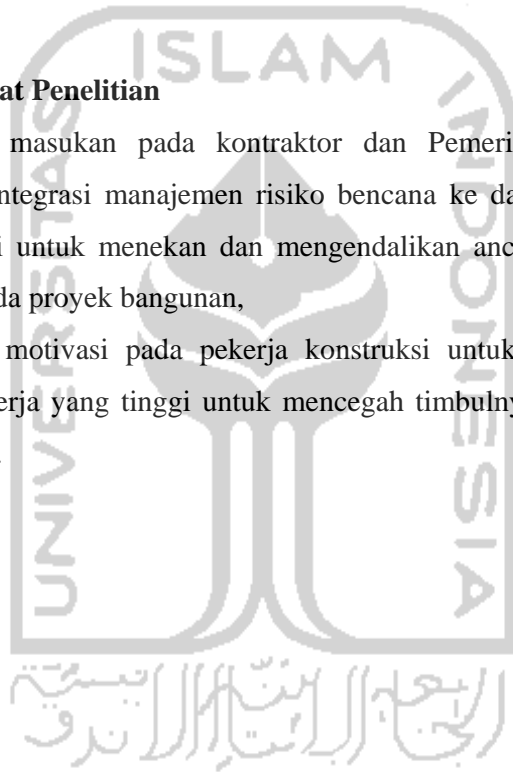 ISLAM
UNIVERSITAS
INDONESIA
at Penelitian
masukan pada kontraktor dan Pemeri
ntegrasi manajemen risiko bencana ke da
i untuk menekan dan mengendalikan anc
da proyek bangunan,
motivasi pada pekerja konstruksi untuk
erja yang tinggi untuk mencegah timbulny
.